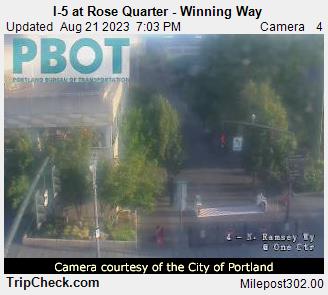 I-5 at Rose Quarter - Winning Way
Updated Aug 21 2023 7:03 PM Camera 4
PBOT
PORTLAND BUREAU OF TRANSPORTATION
4 - N. Ramsey Wy
@ One Ctr
Camera courtesy of the City of Portland
TripCheck.com Milepost302.00